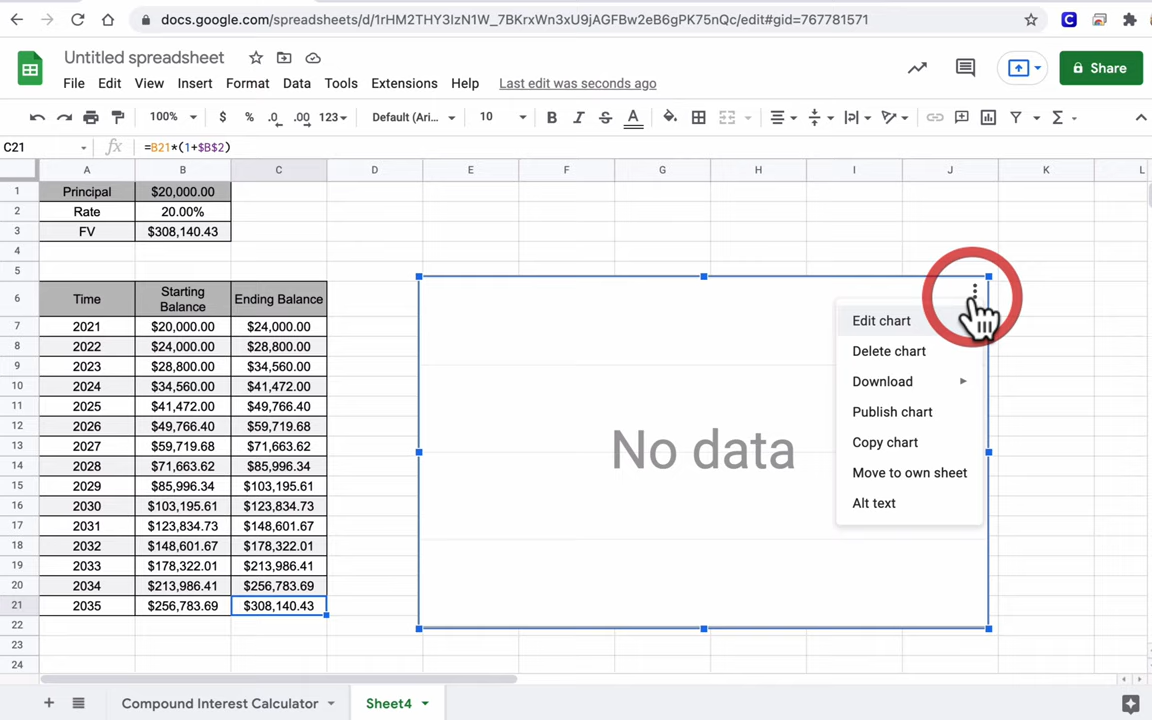 docs.google.com/spreadsheets/d/1rHM2THY3IzN1W_7BKrxWn3xU9jAGFBw2eB6gPK75nQc/edit#gid=767781571
Untitled spreadsheet
File Edit View Insert Format Data Tools Extensions Help Last edit was seconds ago
Share
100% $ % .0 .00 123 Default (Ari... 10 B I S A Σ
C21 fx =B21*(1+$B$2)
A B C D E F G H I J K L
1 Principal $20,000.00
2 Rate 20.00%
3 FV $308,140.43
4
5
6 Time Starting Balance Ending Balance
7 2021 $20,000.00 $24,000.00
8 2022 $24,000.00 $28,800.00
9 2023 $28,800.00 $34,560.00
10 2024 $34,560.00 $41,472.00
11 2025 $41,472.00 $49,766.40
12 2026 $49,766.40 $59,719.68
13 2027 $59,719.68 $71,663.62
14 2028 $71,663.62 $85,996.34
15 2029 $85,996.34 $103,195.61
16 2030 $103,195.61 $123,834.73
17 2031 $123,834.73 $148,601.67
18 2032 $148,601.67 $178,322.01
19 2033 $178,322.01 $213,986.41
20 2034 $213,986.41 $256,783.69
21 2035 $256,783.69 $308,140.43
22
23
24
No data
Edit chart
Delete chart
Download
Publish chart
Copy chart
Move to own sheet
Alt text
Compound Interest Calculator Sheet4